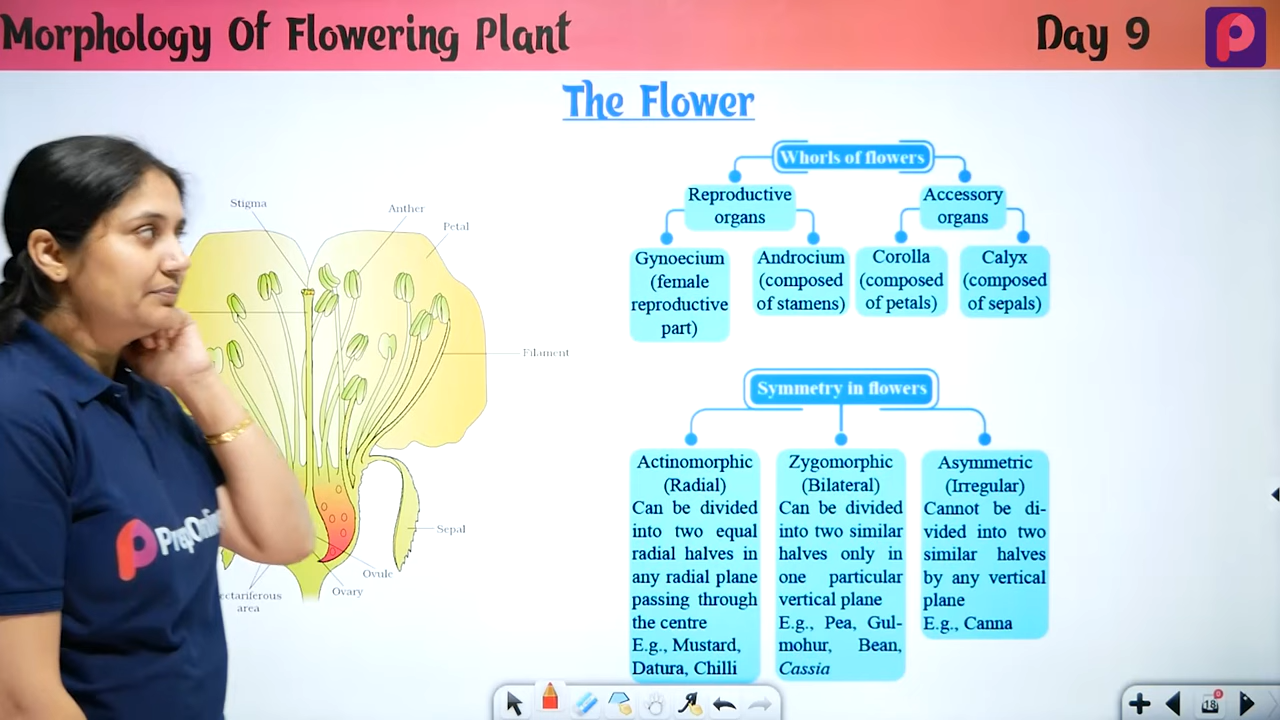 Morphology Of Flowering Plant
Day 9
The Flower
Whorls of flowers
Reproductive
organs
Accessory
organs
Gynoecium
(female
reproductive
part)
Androcium
(composed
of stamens)
Corolla
(composed
of petals)
Calyx
(composed
of sepals)
Stigma
Anther
Petal
Filament
Sepal
Ovule
Ovary
area
Symmetry in flowers
Actinomorphic
(Radial)
Can be divided
into two equal
radial halves in
any radial plane
passing through
the centre
E.g., Mustard,
Datura, Chilli
Zygomorphic
(Bilateral)
Can be divided
into two similar
halves only in
one particular
vertical plane
E.g., Pea, Gul-
mohur, Bean,
Cassia
Asymmetric
(Irregular)
Cannot be di-
vided into two
similar halves
by any vertical
plane
E.g., Canna
18